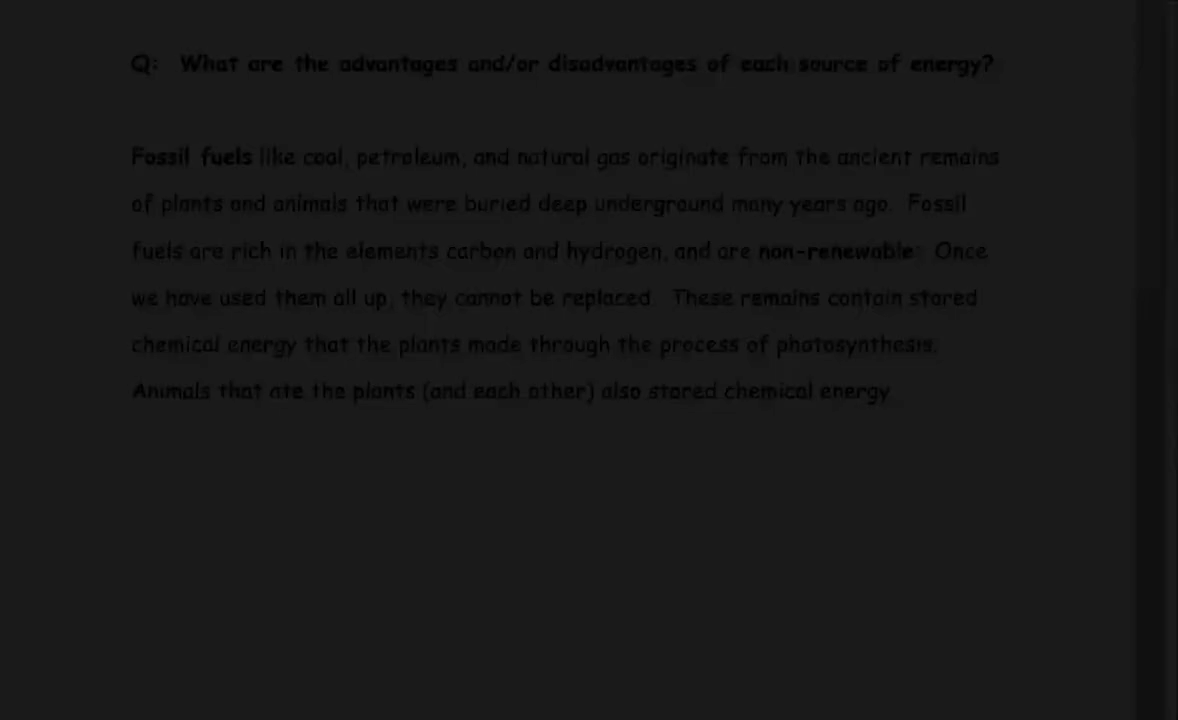 Q: What are the advantages and/or disadvantages of each source of energy?
Fossil fuels like coal, petroleum, and natural gas originate from the ancient remains
of plants and animals that were buried deep underground many years ago. Fossil
fuels are rich in the elements carbon and hydrogen, and are non-renewable. Once
we have used them all up, they cannot be replaced. These remains contain stored
chemical energy that the plants made through the process of photosynthesis.
Animals that ate the plants (and each other) also stored chemical energy.